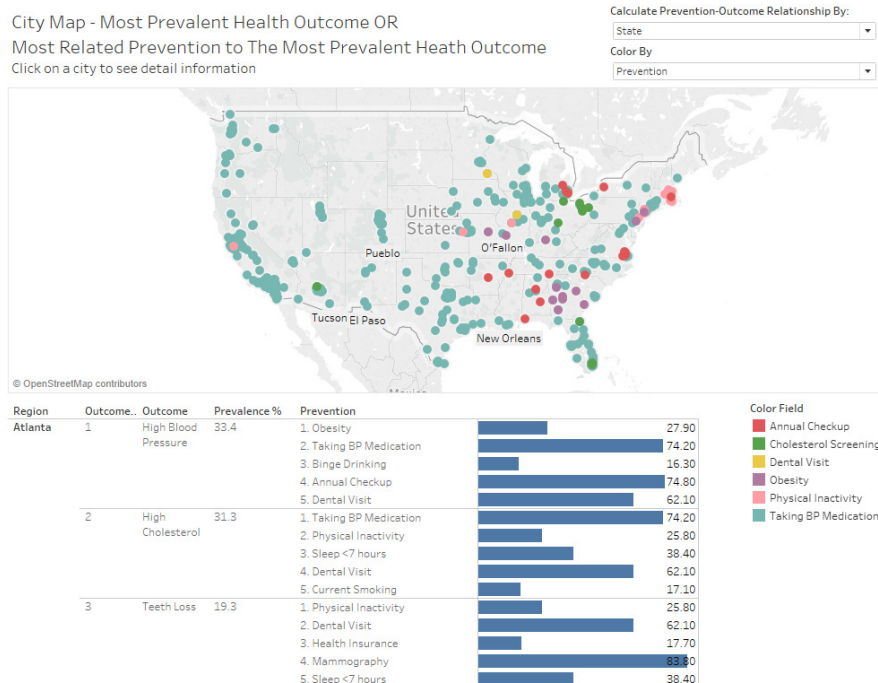 City Map - Most Prevalent Health Outcome OR
Most Related Prevention to The Most Prevalent Heath Outcome
Click on a city to see detail information
Calculate Prevention-Outcome Relationship By:
State
Color By
Prevention
United
States
Pueblo
O'Fallon
Tucson
El Paso
New Orleans
Mexico
© OpenStreetMap contributors
Region Outcome.. Outcome Prevalence % Prevention
Atlanta 1 High Blood Pressure 33.4 1. Obesity 27.90
2. Taking BP Medication 74.20
3. Binge Drinking 16.30
4. Annual Checkup 74.80
5. Dental Visit 62.10
2 High Cholesterol 31.3 1. Taking BP Medication 74.20
2. Physical Inactivity 25.80
3. Sleep <7 hours 38.40
4. Dental Visit 62.10
5. Current Smoking 17.10
3 Teeth Loss 19.3 1. Physical Inactivity 25.80
2. Dental Visit 62.10
3. Health Insurance 17.70
4. Mammography 83.80
5. Sleep <7 hours 38.40
Color Field
Annual Checkup
Cholesterol Screening
Dental Visit
Obesity
Physical Inactivity
Taking BP Medication